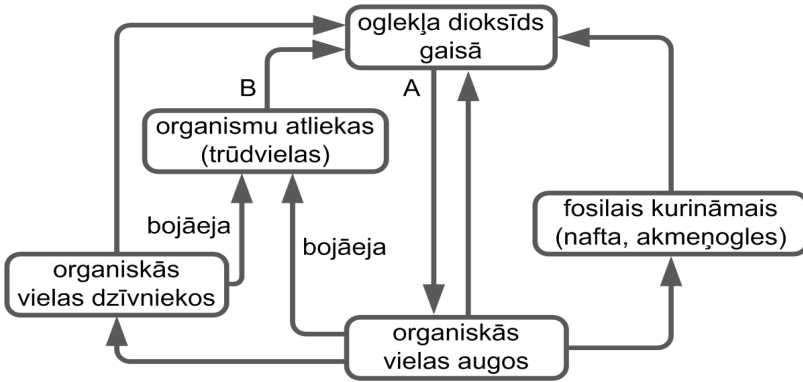 oglekļa dioksīds
gaisā
B
A
organismu atliekas
(trūdvielas)
fosilais kurināmais
(nafta, akmeņogles)
bojāeja
bojāeja
organiskās
vielas dzīvniekos
organiskās
vielas augos